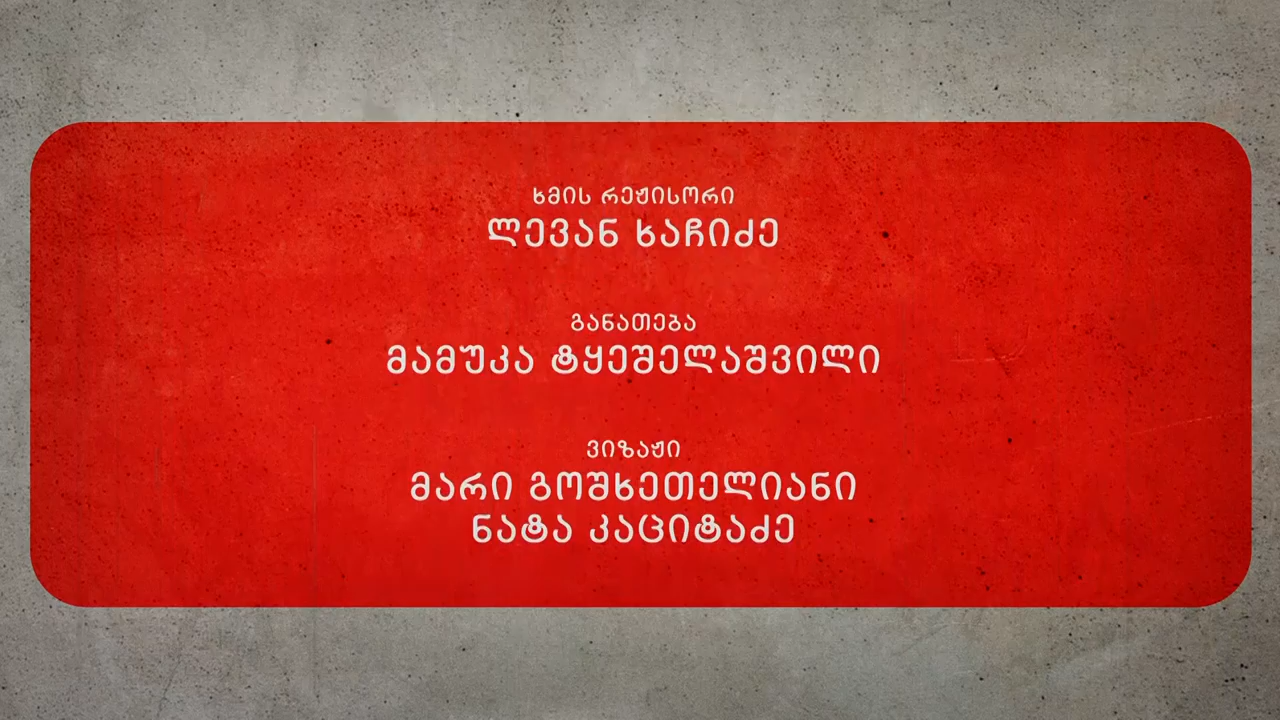 ხმის რეჟისორი
ლევან ხაჩიძე
განათება
მამუკა ტყეშელაშვილი
ვიზაჟი
მარი გოშხეთელიანი
ნატა კაციტაძე